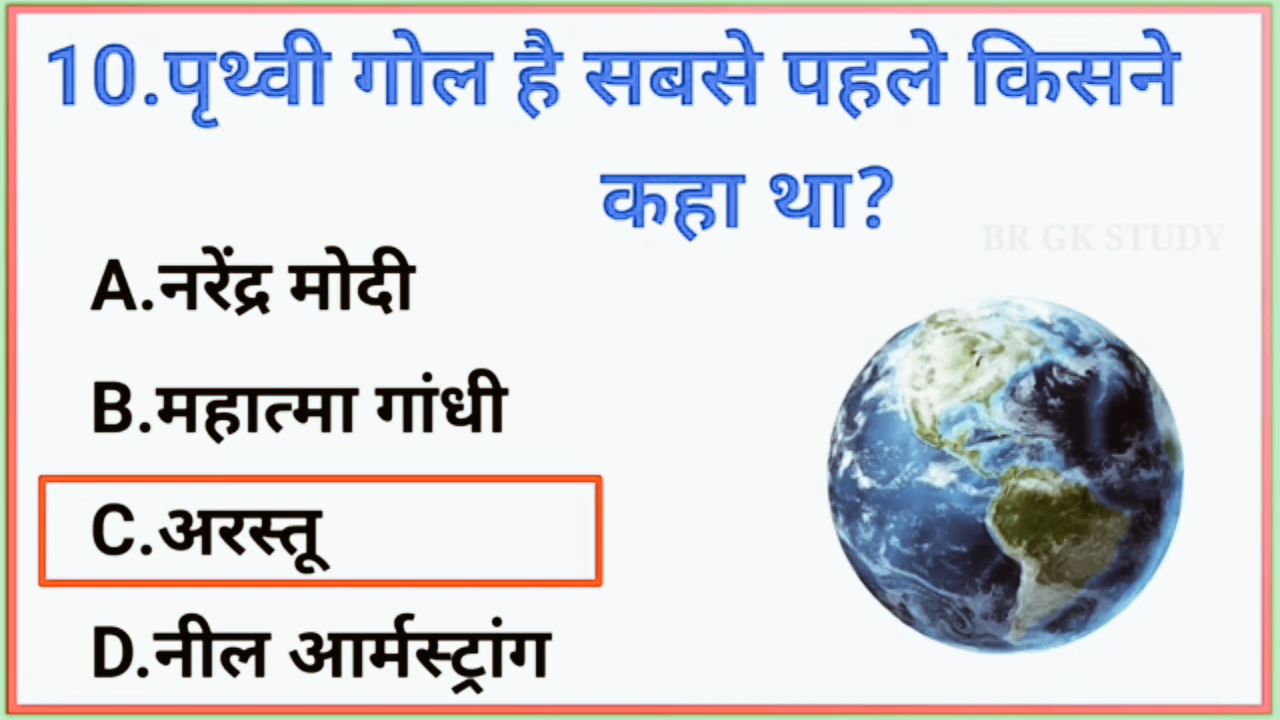 10.पृथ्वी गोल है सबसे पहले किसने
कहा था?
BR GK STUDY
A.नरेंद्र मोदी
B.महात्मा गांधी
C.अरस्तू
D.नील आर्मस्ट्रांग